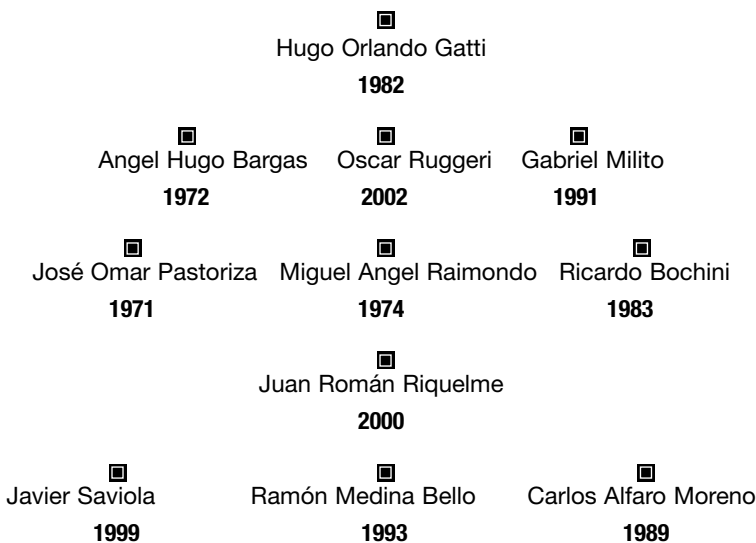 Hugo Orlando Gatti
1982
Angel Hugo Bargas Oscar Ruggeri Gabriel Milito
1972 2002 1991
José Omar Pastoriza Miguel Angel Raimondo Ricardo Bochini
1971 1974 1983
Juan Román Riquelme
2000
Javier Saviola Ramón Medina Bello Carlos Alfaro Moreno
1999 1993 1989